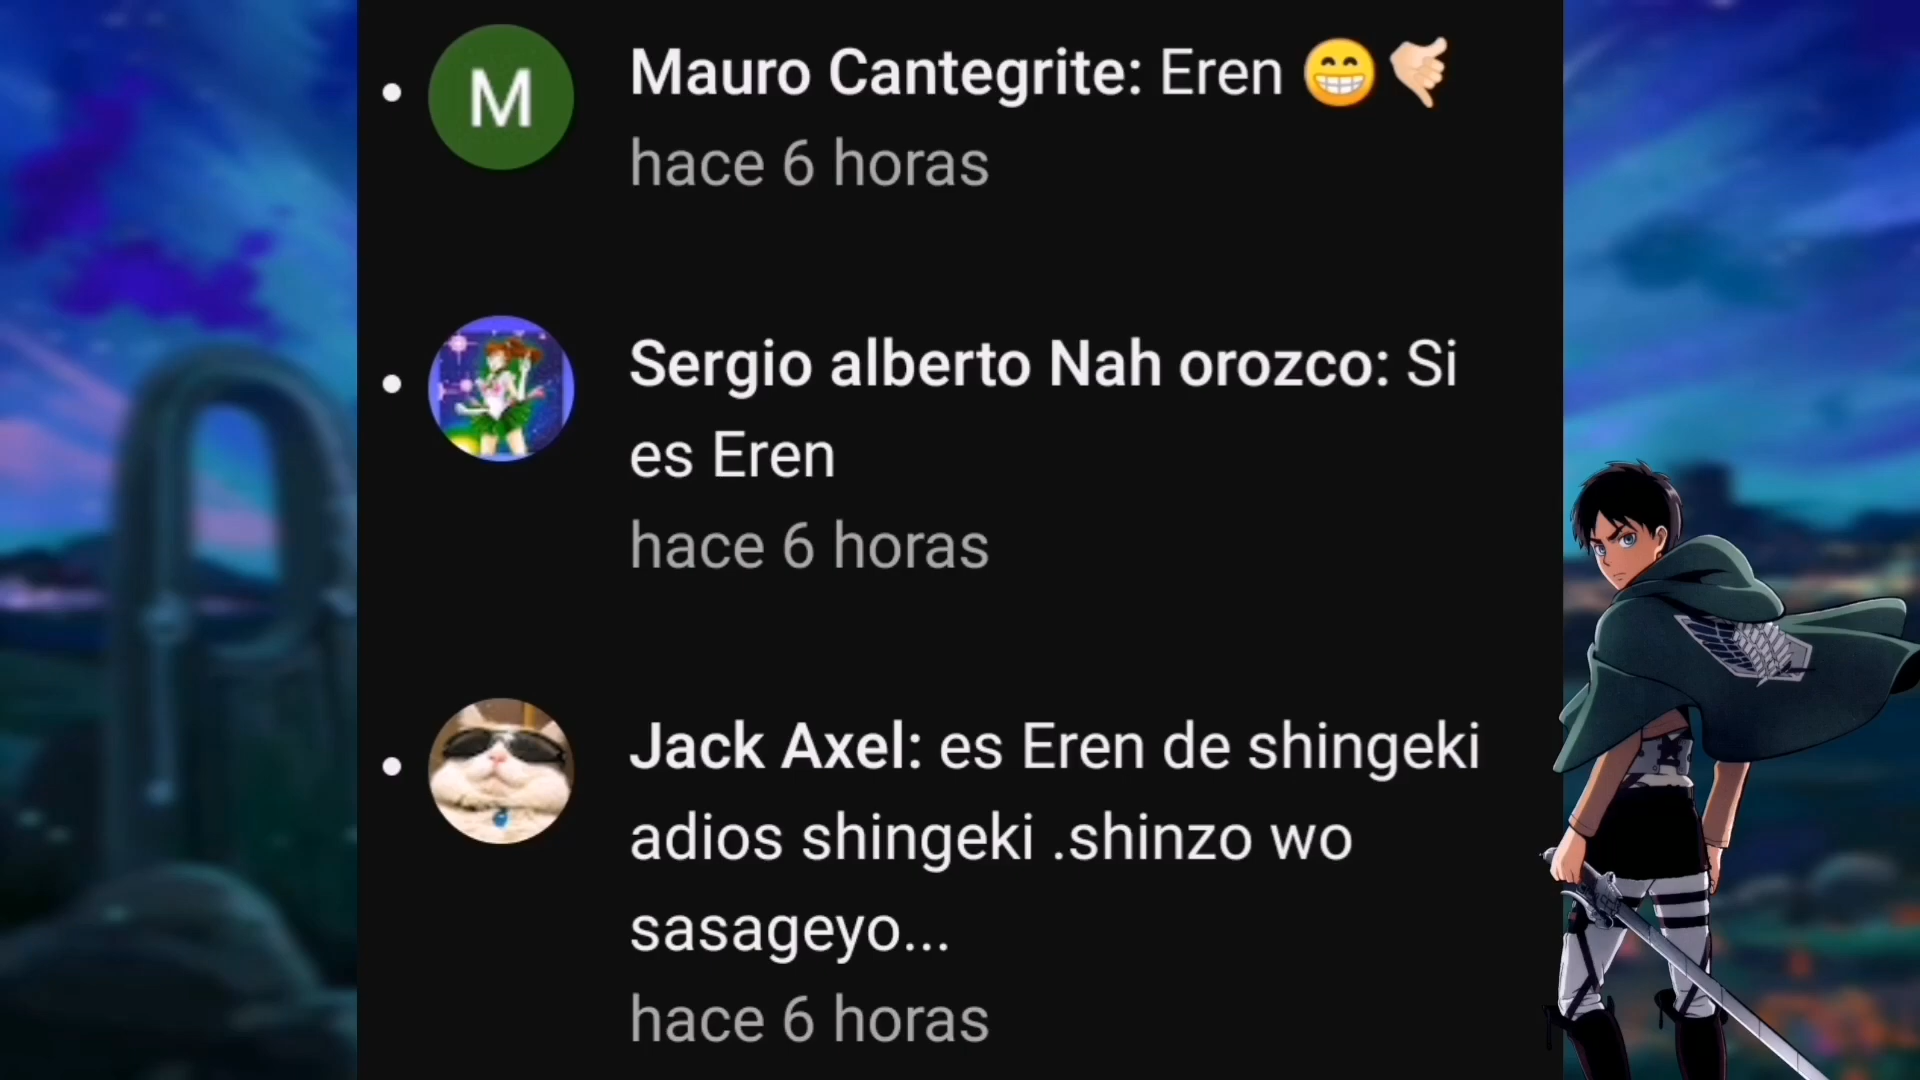 M
Mauro Cantegrite: Eren 😁🤙🏻
hace 6 horas
Sergio alberto Nah orozco: Si
es Eren
hace 6 horas
Jack Axel: es Eren de shingeki
adios shingeki .shinzo wo
sasageyo...
hace 6 horas